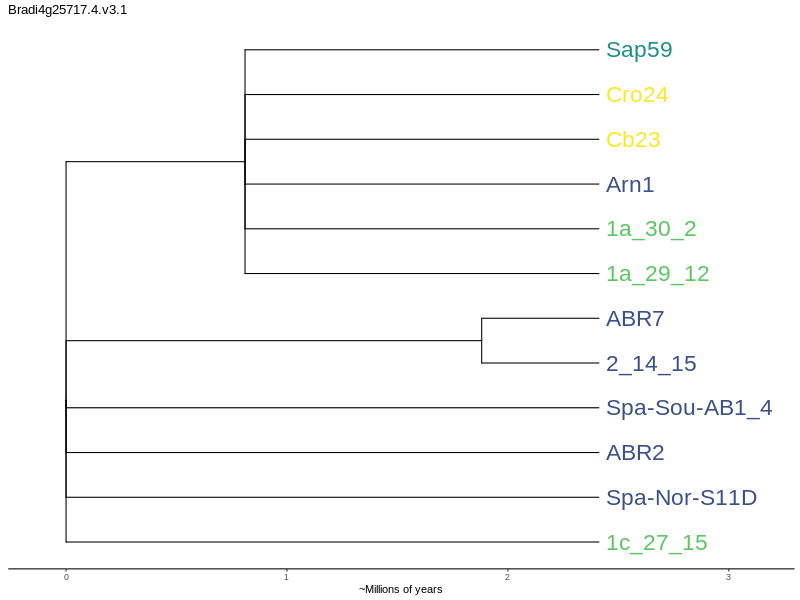 Bradi4g25717.4.v3.1
Sap59
Cro24
Cb23
Arn1
1a_30_2
1a_29_12
ABR7
2_14_15
Spa-Sou-AB1_4
ABR2
Spa-Nor-S11D
1c_27_15
0 1 2 3
~Millions of years